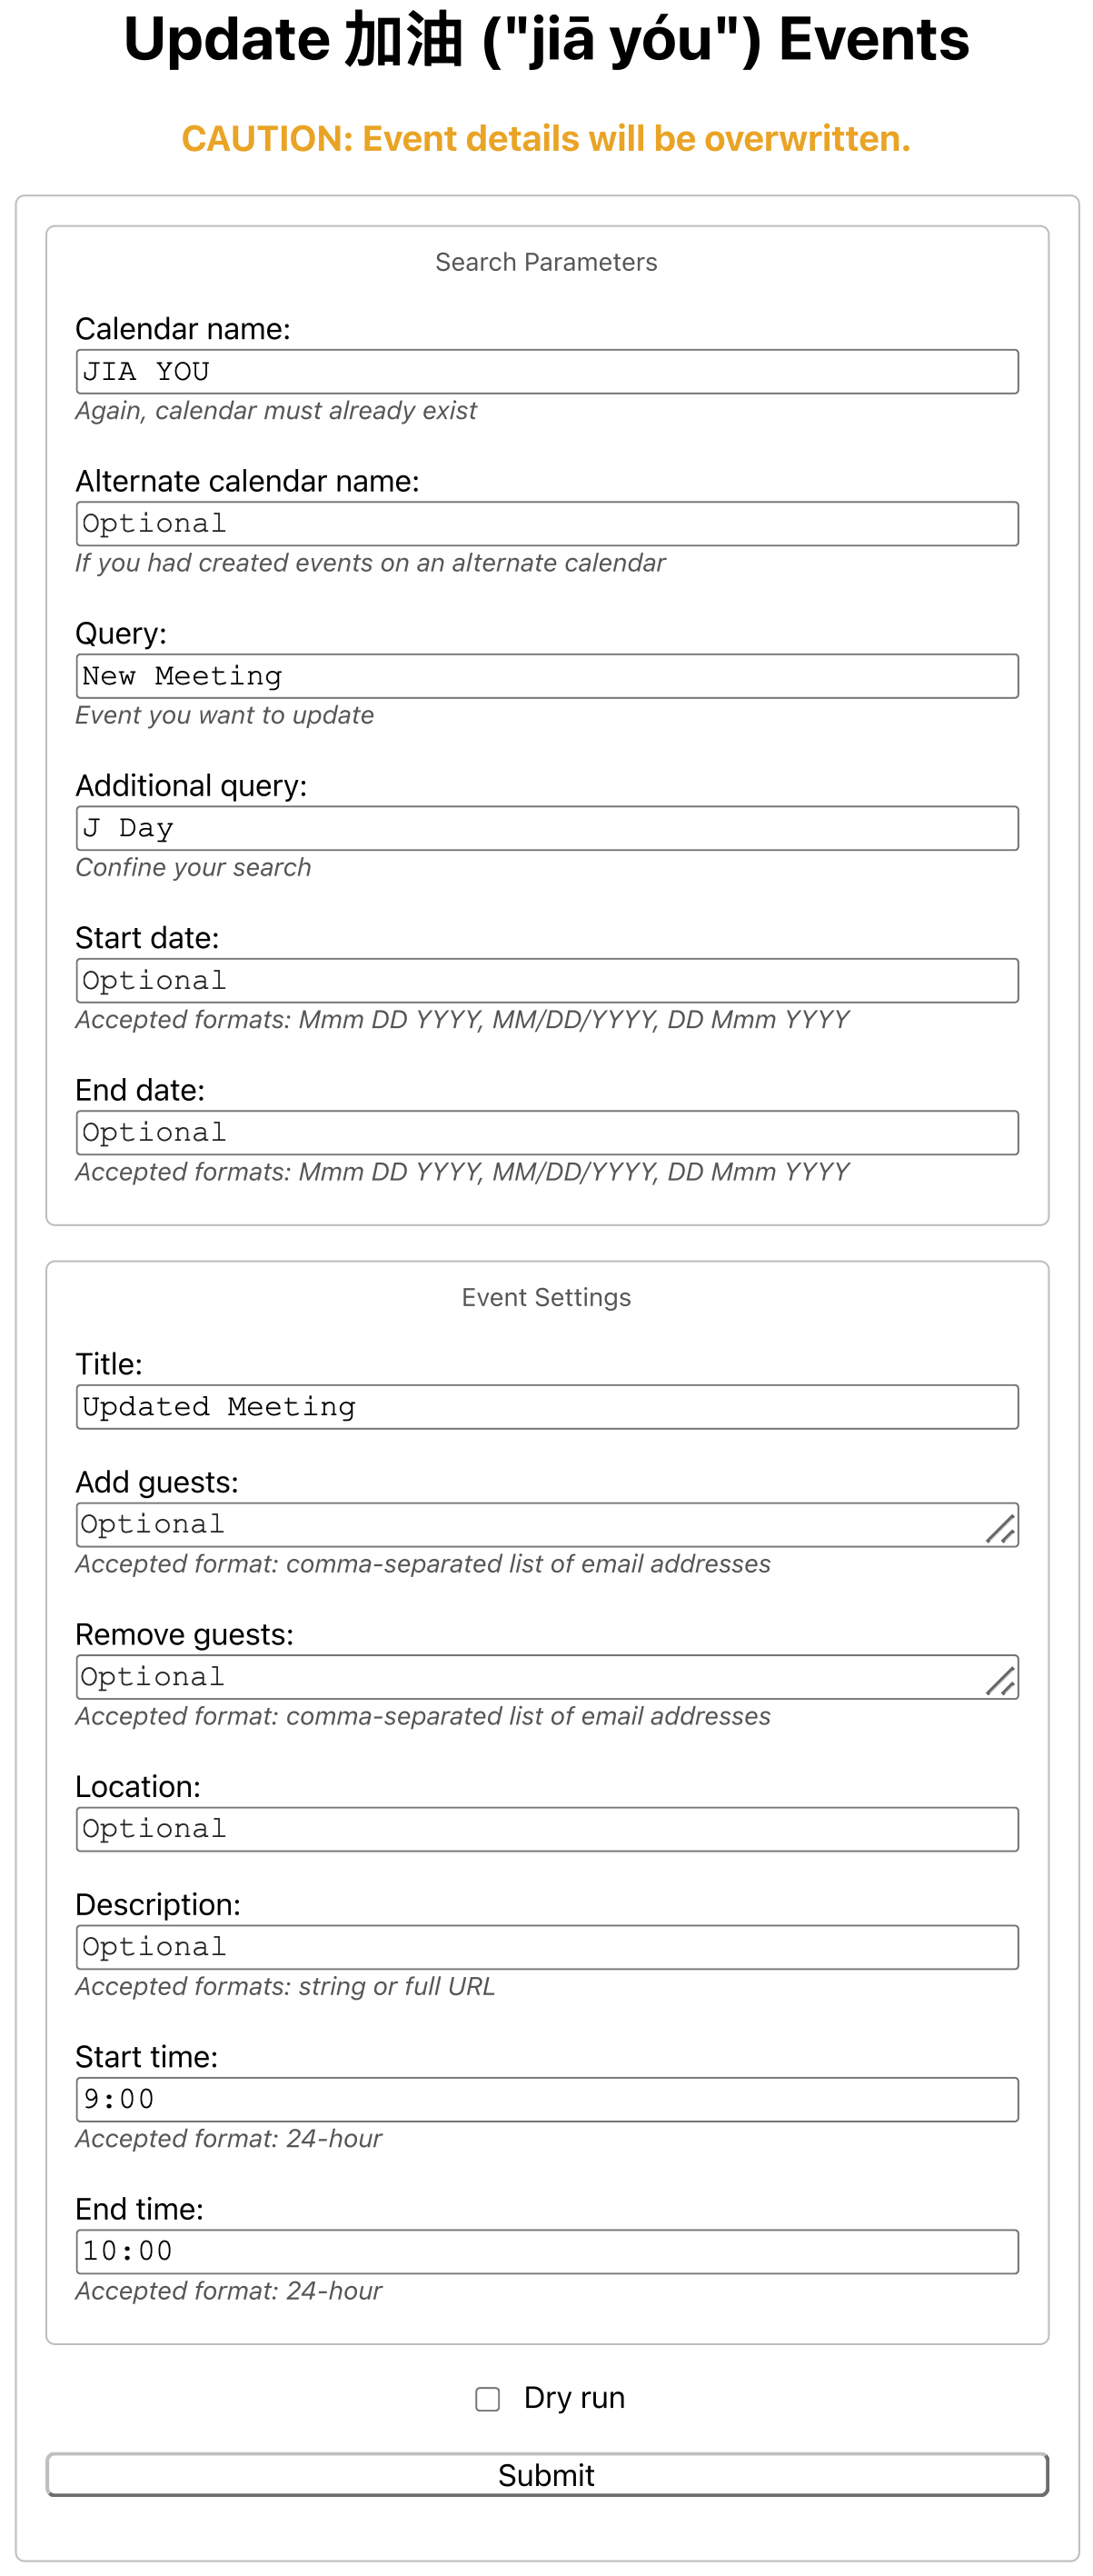 Update 加油 ("jiā yóu") Events
CAUTION: Event details will be overwritten.
Search Parameters
Calendar name:
JIA YOU
Again, calendar must already exist
Alternate calendar name:
Optional
If you had created events on an alternate calendar
Query:
New Meeting
Event you want to update
Additional query:
J Day
Confine your search
Start date:
Optional
Accepted formats: Mmm DD YYYY, MM/DD/YYYY, DD Mmm YYYY
End date:
Optional
Accepted formats: Mmm DD YYYY, MM/DD/YYYY, DD Mmm YYYY
Event Settings
Title:
Updated Meeting
Add guests:
Optional
Accepted format: comma-separated list of email addresses
Remove guests:
Optional
Accepted format: comma-separated list of email addresses
Location:
Optional
Description:
Optional
Accepted formats: string or full URL
Start time:
9:00
Accepted format: 24-hour
End time:
10:00
Accepted format: 24-hour
Dry run
Submit